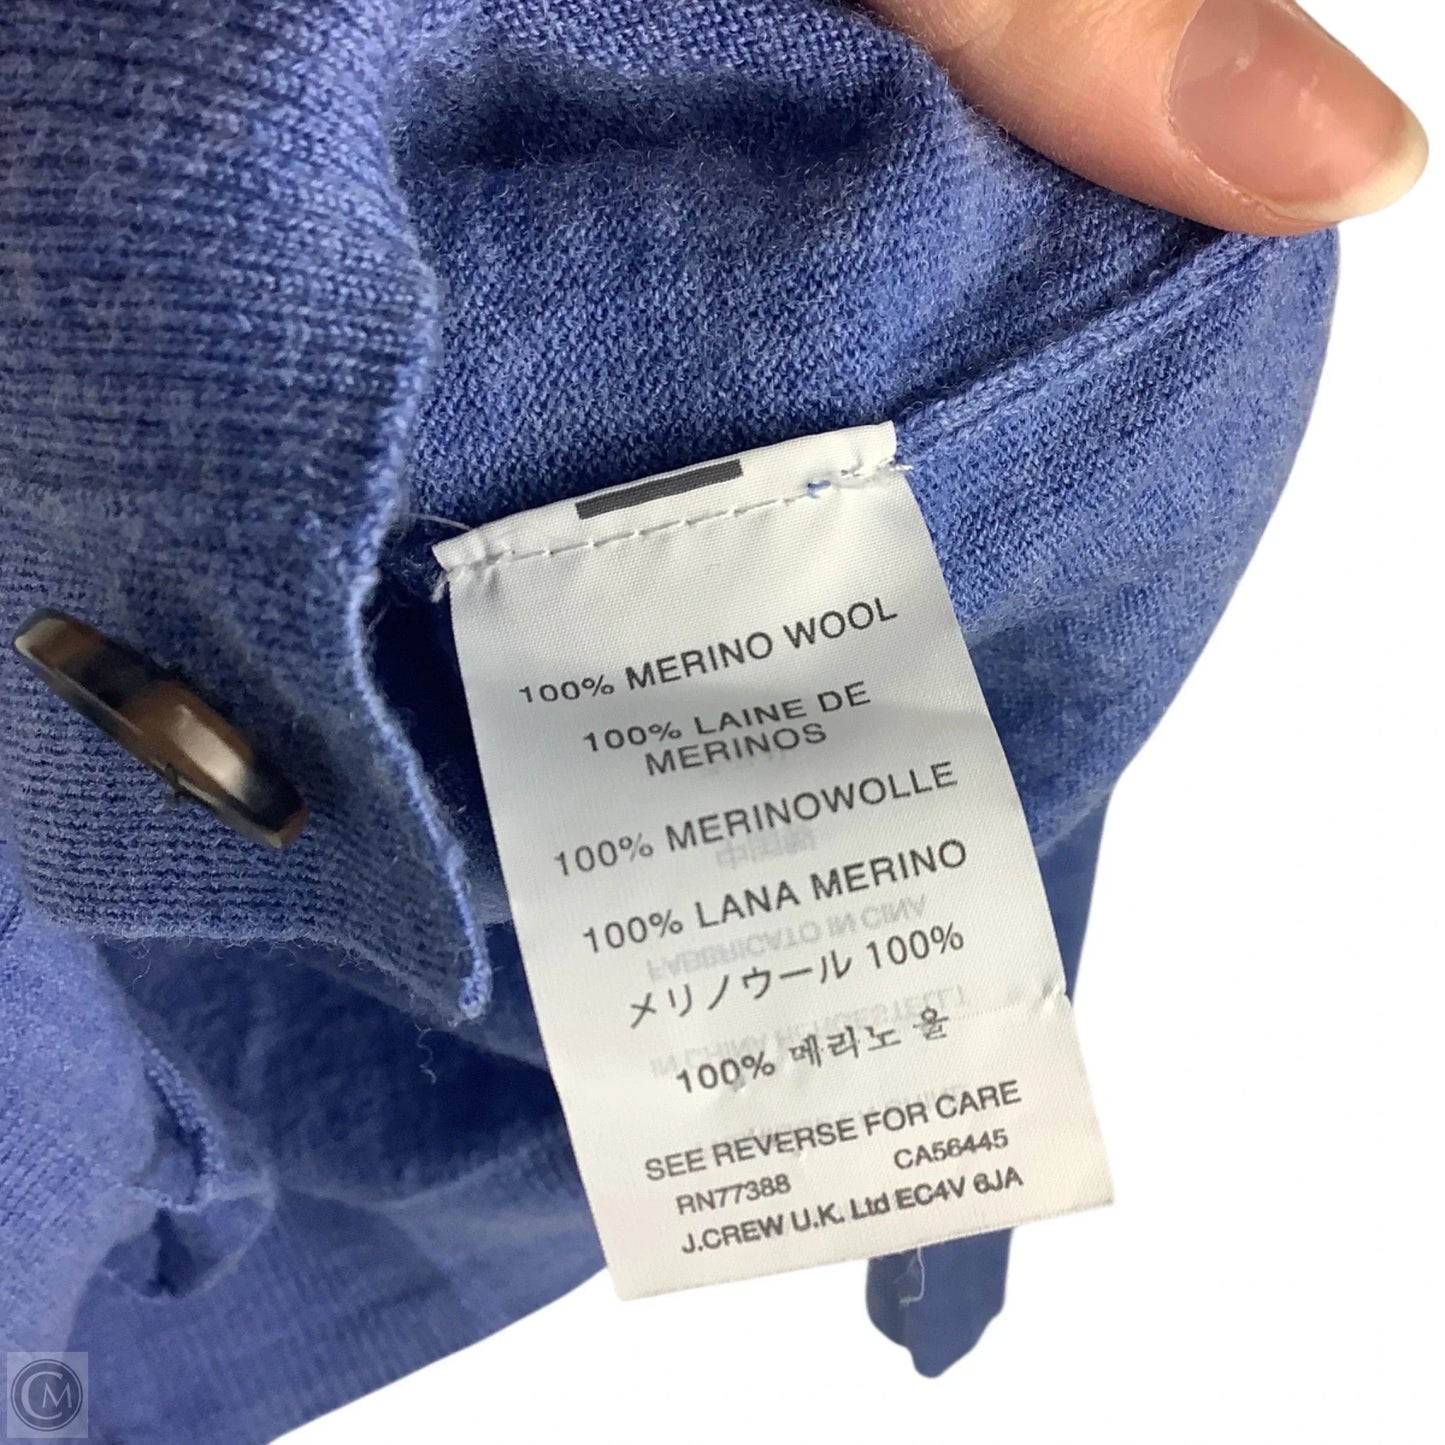 100% MERINO WOOL
100% LAINE DE
MERINOS
100% MERINOWOLLE
100% LANA MERINO
メリノウール 100%
100% 메리노 울
SEE REVERSE FOR CARE
RN77388 CA56445
J.CREW U.K. Ltd EC4V 6JA
CM